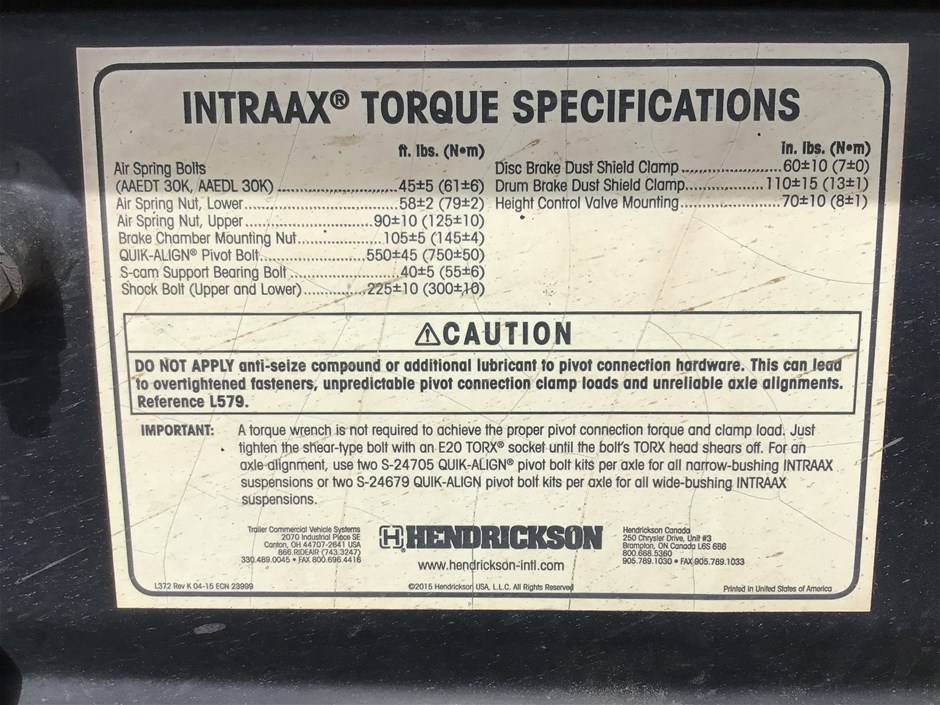 INTRAAX® TORQUE SPECIFICATIONS
ft. lbs. (N•m)
Air Spring Bolts
(AAEDT 30K, AAEDL 30K) .................... 45±5 (61±6)
Air Spring Nut, Lower............................. 58±2 (79±2)
Air Spring Nut, Upper........................ 90±10 (125±10)
Brake Chamber Mounting Nut............... 105±5 (145±4)
QUIK-ALIGN® Pivot Bolt.................... 550±45 (750±50)
S-cam Support Bearing Bolt .................... 40±5 (55±6)
Shock Bolt (Upper and Lower)............ 225±10 (300±10)
in. lbs. (N•m)
Disc Brake Dust Shield Clamp................... 60±10 (7±0)
Drum Brake Dust Shield Clamp.............. 110±15 (13±1)
Height Control Valve Mounting................... 70±10 (8±1)
⚠CAUTION
DO NOT APPLY anti-seize compound or additional lubricant to pivot connection hardware. This can lead
to overtightened fasteners, unpredictable pivot connection clamp loads and unreliable axle alignments.
Reference L579.
IMPORTANT: A torque wrench is not required to achieve the proper pivot connection torque and clamp load. Just
tighten the shear-type bolt with an E20 TORX® socket until the bolt's TORX head shears off. For an
axle alignment, use two S-24705 QUIK-ALIGN® pivot bolt kits per axle for all narrow-bushing INTRAAX
suspensions or two S-24679 QUIK-ALIGN pivot bolt kits per axle for all wide-bushing INTRAAX
suspensions.
Trailer Commercial Vehicle Systems
2070 Industrial Place SE
Canton, OH 44707-2641 USA
866.RIDEAIR (743.3247)
330.489.0045 • FAX 800.696.4416
H HENDRICKSON
www.hendrickson-intl.com
Hendrickson Canada
250 Chrysler Drive, Unit #3
Brampton, ON Canada L6S 6B6
800.668.5360
905.789.1030 • FAX 905.789.1033
L372 Rev K 04-15 ECN 23999
©2015 Hendrickson USA, L.L.C. All Rights Reserved
Printed in United States of America